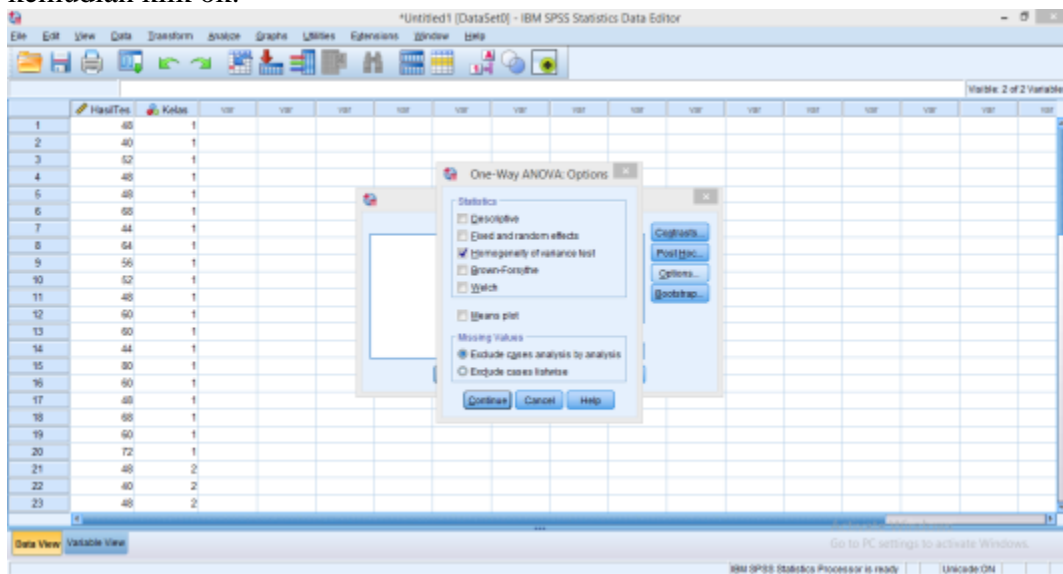 kemudian klik ok.
*Untitled1 [DataSet0] - IBM SPSS Statistics Data Editor
File Edit View Data Transform Analyze Graphs Utilities Extensions Window Help
Visible: 2 of 2 Variable
HasilTes Kelas var var var var var var var var var var var var var
1 48 1
2 40 1
3 52 1
4 48 1
5 48 1
6 68 1
7 44 1
8 64 1
9 56 1
10 52 1
11 48 1
12 60 1
13 60 1
14 44 1
15 80 1
16 60 1
17 48 1
18 68 1
19 60 1
20 72 1
21 48 2
22 40 2
23 48 2
One-Way ANOVA: Options
Statistics
Descriptive
Fixed and random effects
Homogeneity of variance test
Brown-Forsythe
Welch
Means plot
Missing Values
Exclude cases analysis by analysis
Exclude cases listwise
Continue Cancel Help
Contrasts...
Post Hoc...
Options...
Bootstrap...
Data View Variable View
Go to PC settings to activate Windows.
IBM SPSS Statistics Processor is ready Unicode:ON